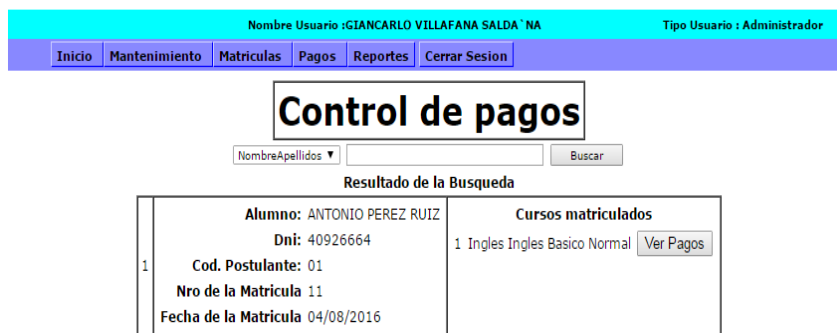 Nombre Usuario :GIANCARLO VILLAFANA SALDA`NA Tipo Usuario : Administrador
Inicio Mantenimiento Matriculas Pagos Reportes Cerrar Sesion
Control de pagos
NombreApellidos ▼ Buscar
Resultado de la Busqueda
1
Alumno: ANTONIO PEREZ RUIZ
Dni: 40926664
Cod. Postulante: 01
Nro de la Matricula 11
Fecha de la Matricula 04/08/2016
Cursos matriculados
1 Ingles Ingles Basico Normal Ver Pagos